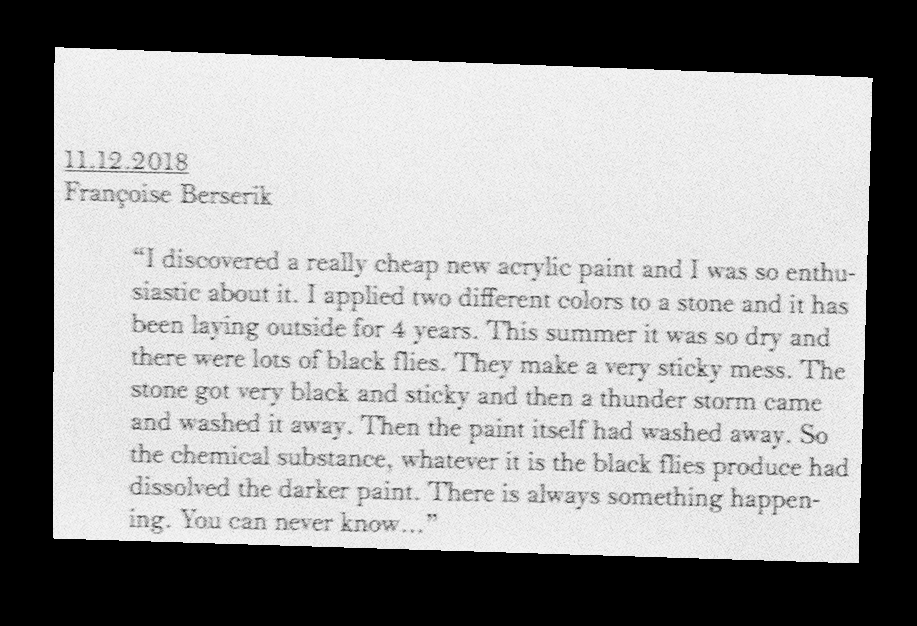 11.12.2018
Françoise Berserik
“I discovered a really cheap new acrylic paint and I was so enthu-
siastic about it. I applied two different colors to a stone and it has
been laying outside for 4 years. This summer it was so dry and
there were lots of black flies. They make a very sticky mess. The
stone got very black and sticky and then a thunder storm came
and washed it away. Then the paint itself had washed away. So
the chemical substance, whatever it is the black flies produce had
dissolved the darker paint. There is always something happen-
ing. You can never know...”